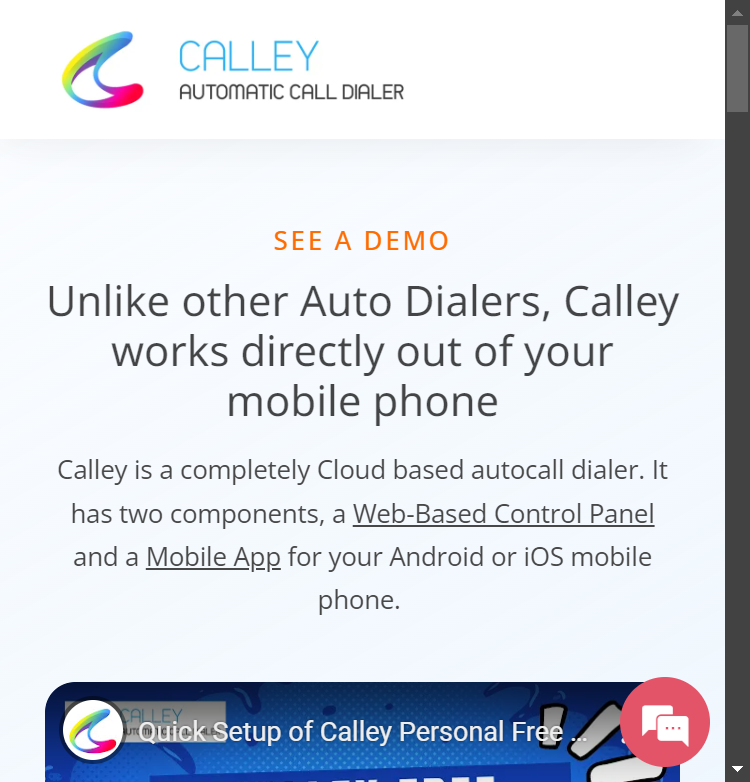 CALLEY
AUTOMATIC CALL DIALER
SEE A DEMO
Unlike other Auto Dialers, Calley
works directly out of your
mobile phone
Calley is a completely Cloud based autocall dialer. It
has two components, a Web-Based Control Panel
and a Mobile App for your Android or iOS mobile
phone.
CALLEY
Quick Setup of Calley Personal Free ...